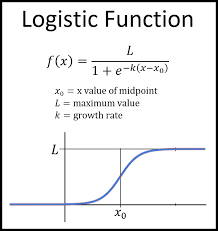 Logistic Function
f(x) = L / (1 + e^{-k(x-x₀)})
x₀ = x value of midpoint
L = maximum value
k = growth rate
L
x₀